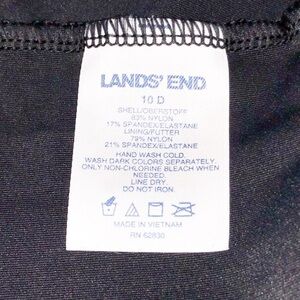 LANDS' END
10 D
SHELL/OBERSTOFF
83% NYLON
17% SPANDEX/ELASTANE
LINING/FUTTER
79% NYLON
21% SPANDEX/ELASTANE
HAND WASH COLD.
WASH DARK COLORS SEPARATELY.
ONLY NON-CHLORINE BLEACH WHEN
NEEDED.
LINE DRY.
DO NOT IRON.
MADE IN VIETNAM
RN 62830